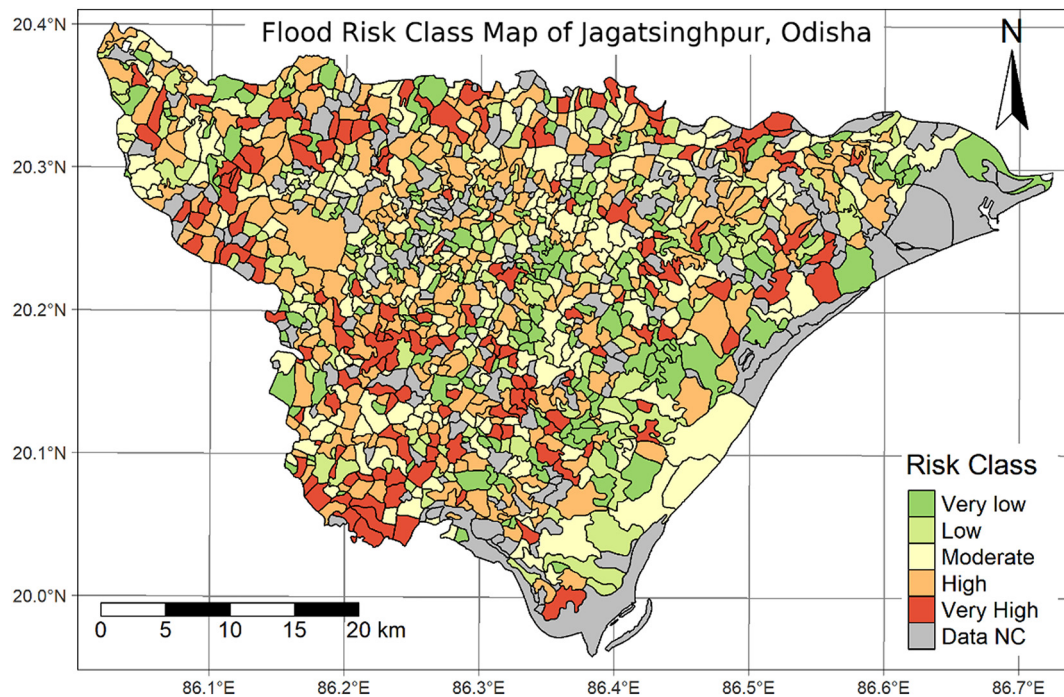 Flood Risk Class Map of Jagatsinghpur, Odisha
N
20.4°N
20.3°N
20.2°N
20.1°N
20.0°N
Risk Class
Very low
Low
Moderate
High
Very High
Data NC
0 5 10 15 20 km
86.1°E 86.2°E 86.3°E 86.4°E 86.5°E 86.6°E 86.7°E